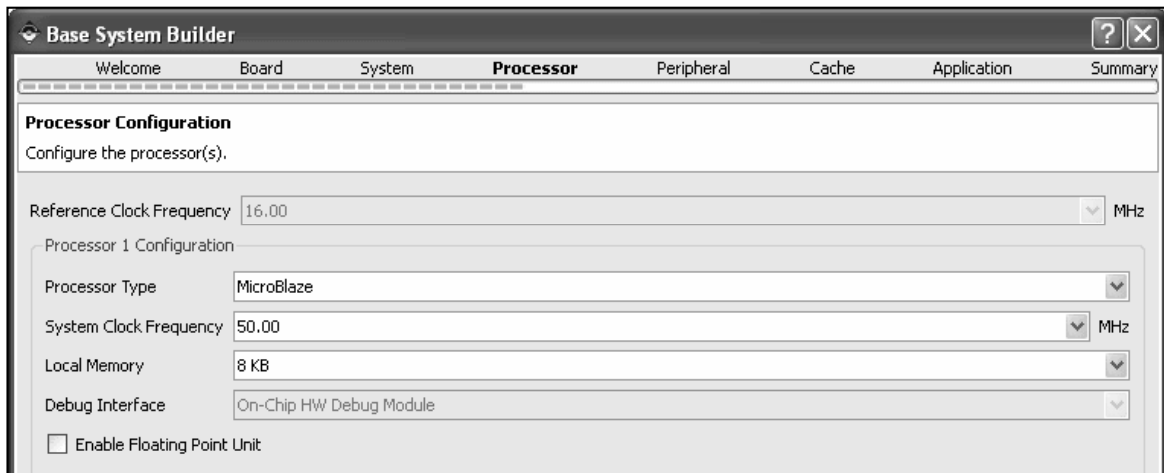 Base System Builder
Welcome Board System Processor Peripheral Cache Application Summary
Processor Configuration
Configure the processor(s).
Reference Clock Frequency 16.00 MHz
Processor 1 Configuration
Processor Type MicroBlaze
System Clock Frequency 50.00 MHz
Local Memory 8 KB
Debug Interface On-Chip HW Debug Module
Enable Floating Point Unit